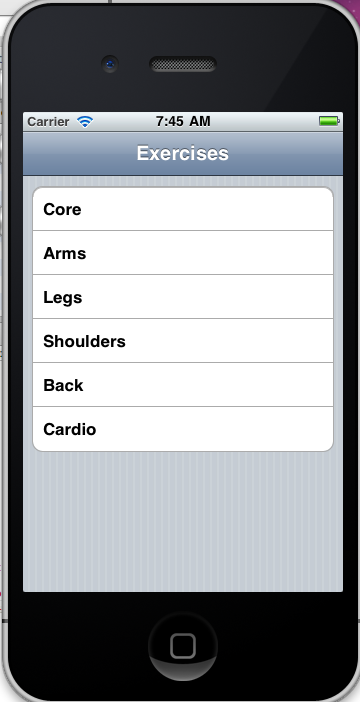 Carrier 7:45 AM
Exercises
Core
Arms
Legs
Shoulders
Back
Cardio